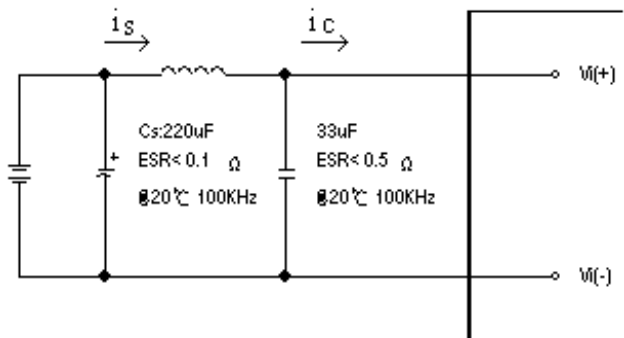 is ic
Vi(+)
Cs:220uF 33uF
+ ESR< 0.1 Ω ESR< 0.5 Ω
@20℃ 100KHz @20℃ 100KHz
Vi(-)